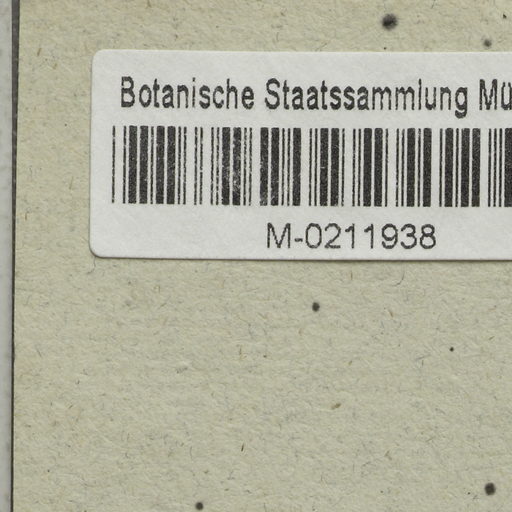 Botanische Staatssammlung Mü
M-0211938